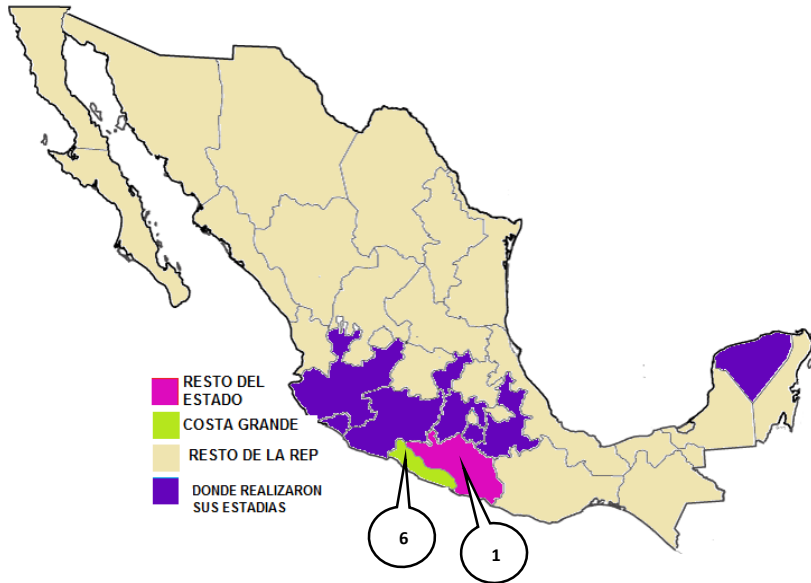 RESTO DEL
ESTADO
COSTA GRANDE
RESTO DE LA REP
DONDE REALIZARON
SUS ESTADIAS
6
1